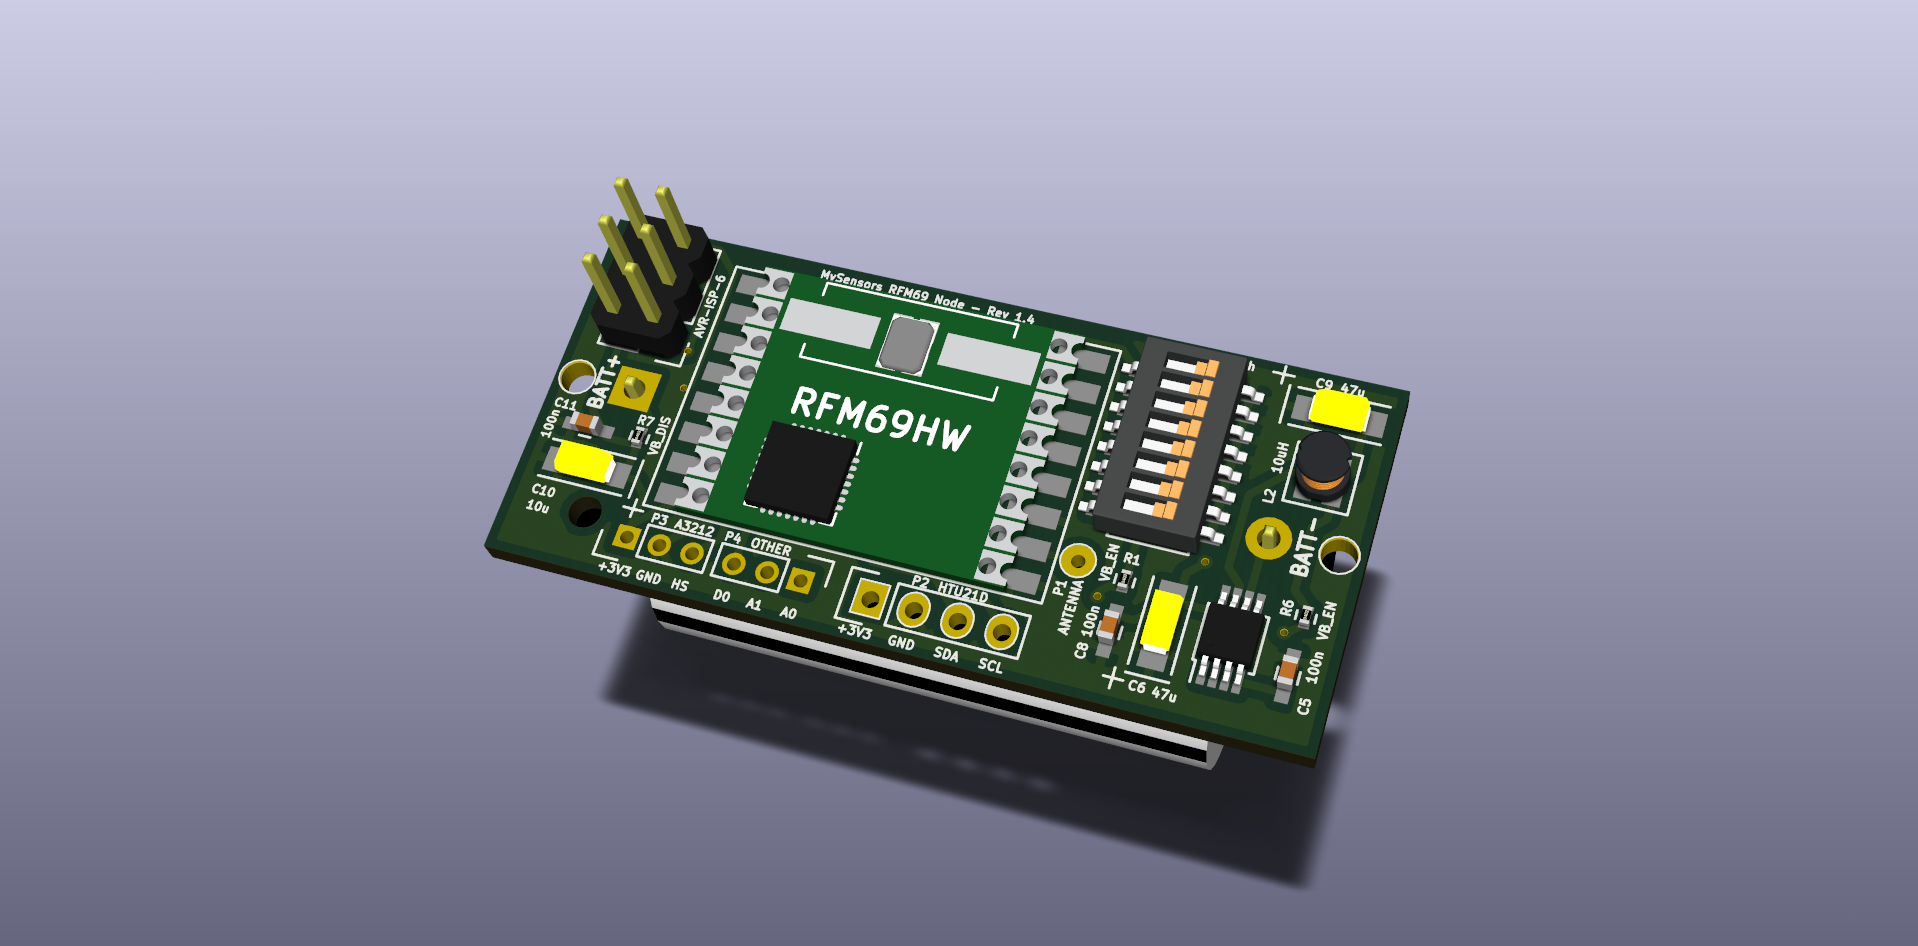 MySensors RFM69 Node - Rev 1.4
AVR-ISP-6
BATT+
C11
100n
R7
VB_DIS
C10
10u
RFM69HW
P3 A3212
+3V3 GND HS
P4 OTHER
D0 A1 A0
P2 HTU21D
+3V3 GND SDA SCL
P1
ANTENNA
VB_EN
R1
C8 100n
C6 47u
C9 47u
10uH
L2
BATT-
R6
VB_EN
100n
C5